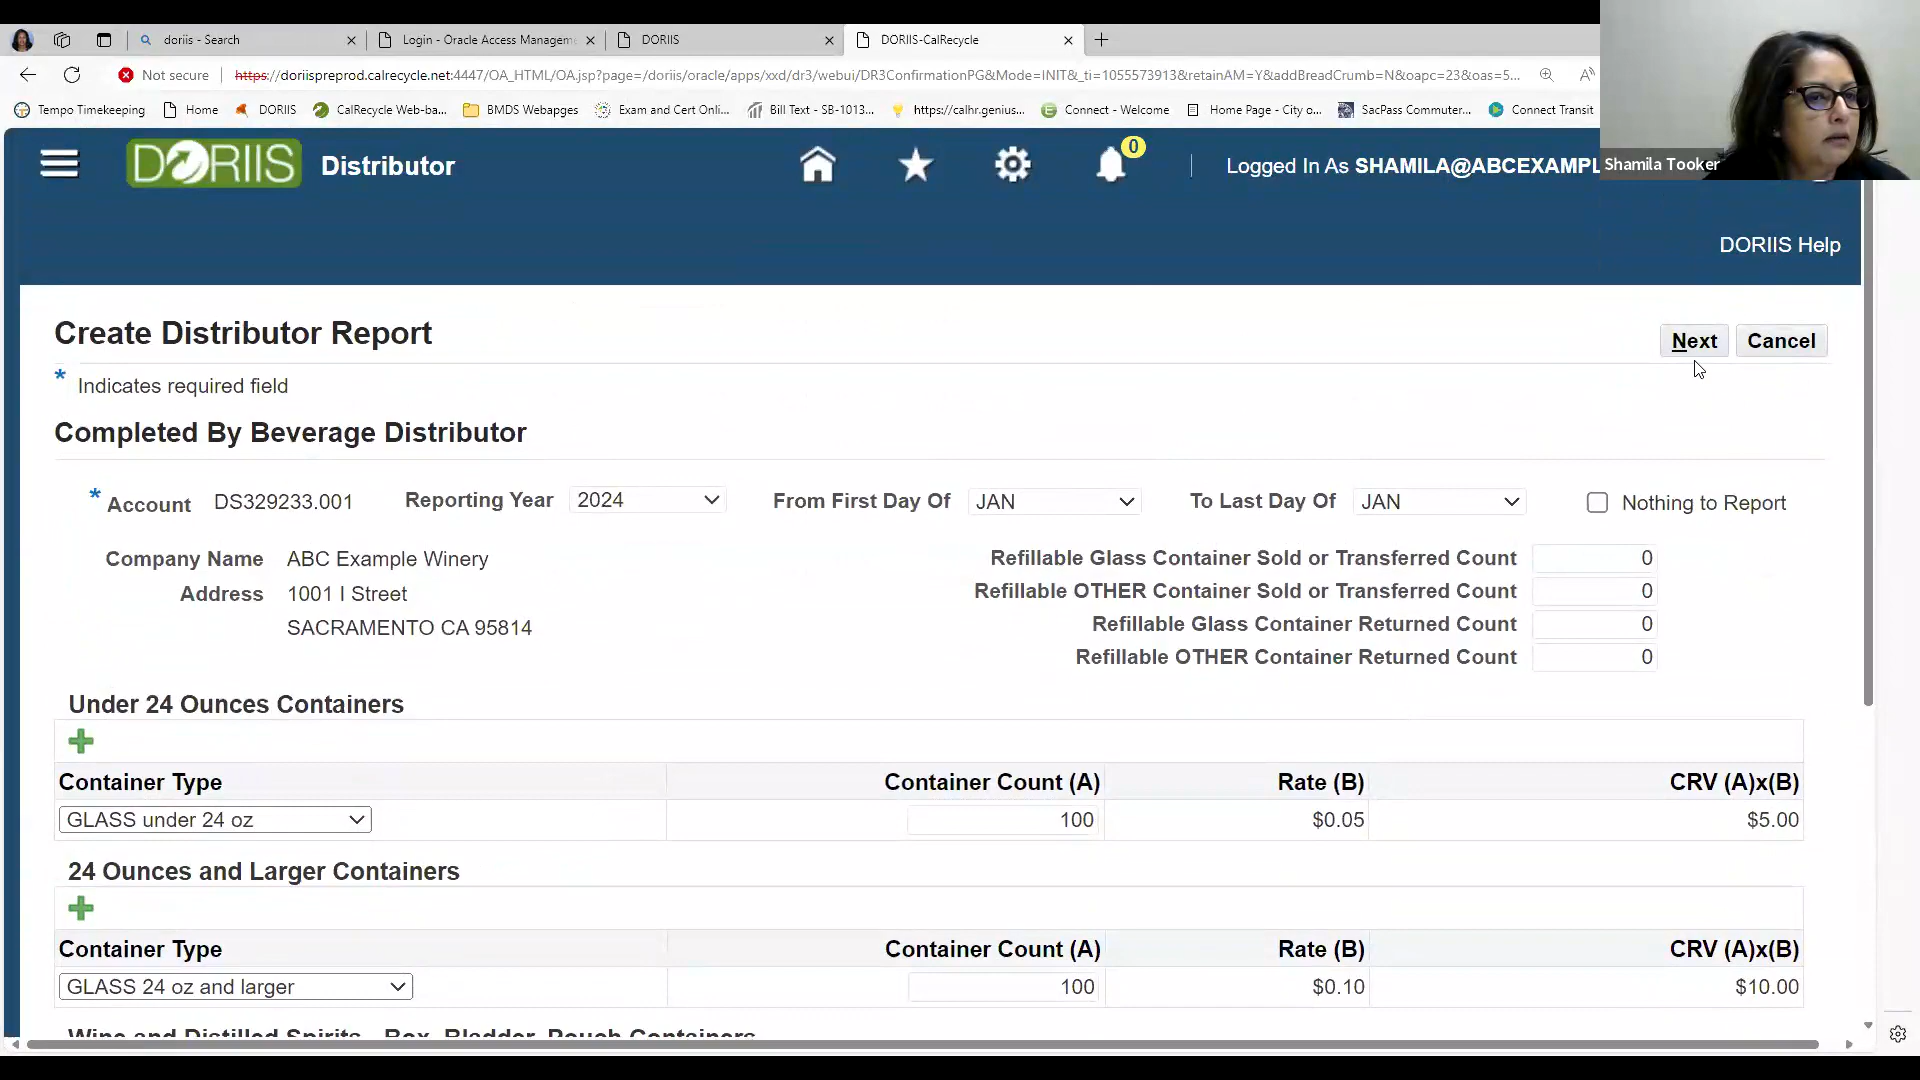 doriis - Search
Login - Oracle Access Managem
DORIIS
DORIIS-CalRecycle
Not secure https://doriispreprod.calrecycle.net:4447/OA_HTML/OA.jsp?page=/doriis/oracle/apps/xxd/dr3/webui/DR3ConfirmationPG&Mode=INIT&_ti=1055573913&retainAM=Y&addBreadCrumb=N&oapc=23&oas=5...
Tempo Timekeeping Home DORIIS CalRecycle Web-ba... BMDS Webapges Exam and Cert Onli... Bill Text - SB-1013... https://calhr.genius... Connect - Welcome Home Page - City o... SacPass Commuter... Connect Transit
DORIIS Distributor 0 Logged In As SHAMILA@ABCEXAMPL
Shamila Tooker
DORIIS Help
Create Distributor Report Next Cancel
* Indicates required field
Completed By Beverage Distributor
* Account DS329233.001 Reporting Year 2024 From First Day Of JAN To Last Day Of JAN Nothing to Report
Company Name ABC Example Winery
Address 1001 I Street
SACRAMENTO CA 95814
Refillable Glass Container Sold or Transferred Count 0
Refillable OTHER Container Sold or Transferred Count 0
Refillable Glass Container Returned Count 0
Refillable OTHER Container Returned Count 0
Under 24 Ounces Containers
Container Type Container Count (A) Rate (B) CRV (A)x(B)
GLASS under 24 oz 100 $0.05 $5.00
24 Ounces and Larger Containers
Container Type Container Count (A) Rate (B) CRV (A)x(B)
GLASS 24 oz and larger 100 $0.10 $10.00
Wine and Distilled Spirits - Box, Bladder, Pouch Containers